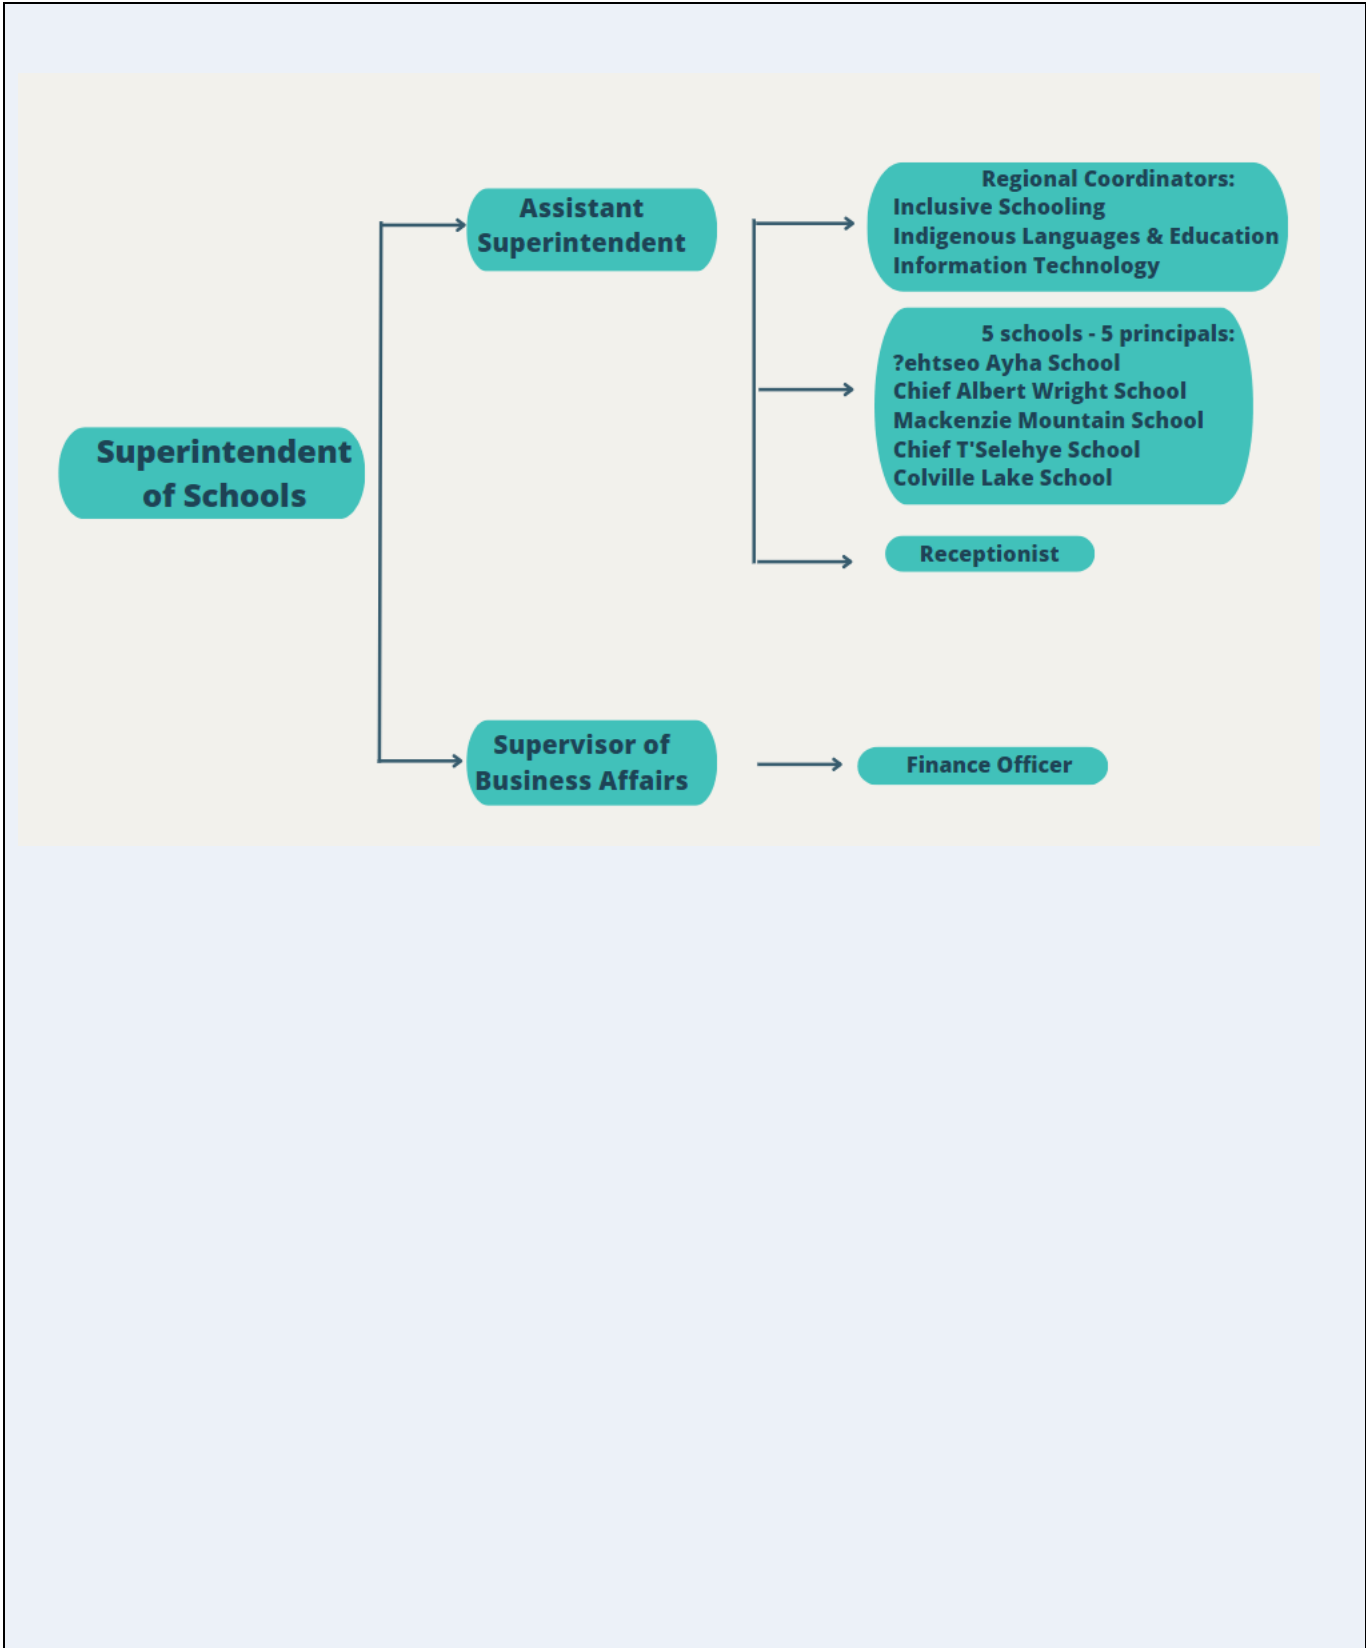 Superintendent
of Schools
Assistant
Superintendent
Regional Coordinators:
Inclusive Schooling
Indigenous Languages & Education
Information Technology
5 schools - 5 principals:
?ehtseo Ayha School
Chief Albert Wright School
Mackenzie Mountain School
Chief T'Selehye School
Colville Lake School
Receptionist
Supervisor of
Business Affairs
Finance Officer